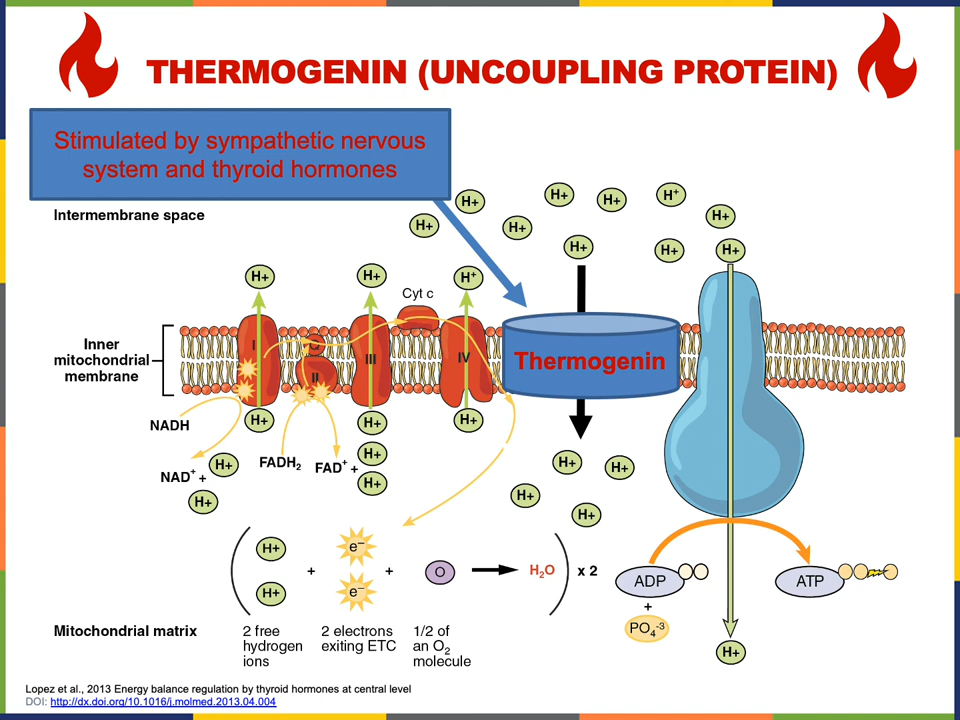 THERMOGENIN (UNCOUPLING PROTEIN)
Stimulated by sympathetic nervous
system and thyroid hormones
Intermembrane space
H+
H+
H+
H+
H+
H⁺
H+
H+
H+
H+
H+
H+
H⁺
Cyt c
Inner
mitochondrial
membrane
I
Q
II
III
IV
Thermogenin
H+
H+
H+
NADH
NAD⁺ +
H+
H+
FADH₂
FAD⁺ +
H+
H+
H+
H+
H+
H+
H+
e⁻
H+
e⁻
+
+
O
H₂O
x 2
ADP
+
PO₄⁻³
ATP
H+
Mitochondrial matrix
2 free
hydrogen
ions
2 electrons
exiting ETC
1/2 of
an O₂
molecule
Lopez et al., 2013 Energy balance regulation by thyroid hormones at central level
DOI: http://dx.doi.org/10.1016/j.molmed.2013.04.004